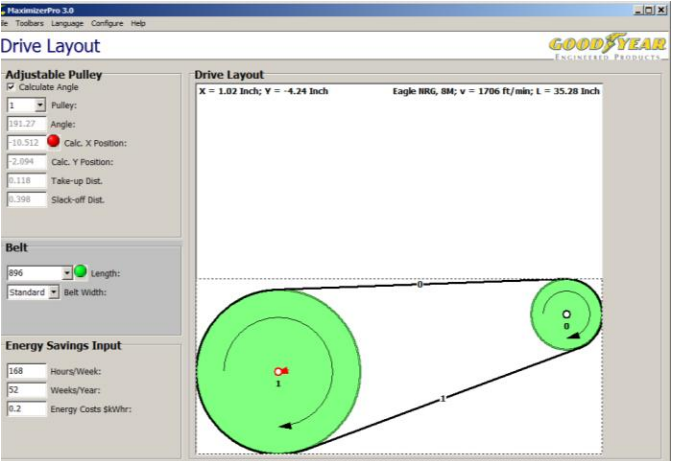 MaximizerPro 3.0
le Toolbars Language Configure Help
Drive Layout
GOODYEAR
ENGINEERED PRODUCTS
Adjustable Pulley
Calculate Angle
1 Pulley:
191.27 Angle:
-10.512 Calc. X Position:
-2.094 Calc. Y Position:
0.118 Take-up Dist.
0.398 Slack-off Dist.
Belt
896 Length:
Standard Belt Width:
Energy Savings Input
168 Hours/Week:
52 Weeks/Year:
0.2 Energy Costs $kWhr:
Drive Layout
X = 1.02 Inch; Y = -4.24 Inch Eagle NRG, 8M; v = 1706 ft/min; L = 35.28 Inch
0
0
1
1